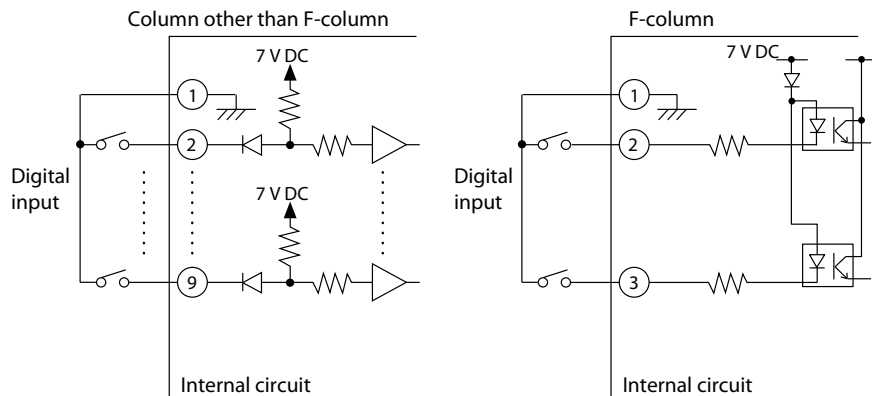 Column other than F-column
7 V DC
1
2
Digital
input
7 V DC
9
Internal circuit
F-column
7 V DC
1
2
Digital
input
3
Internal circuit